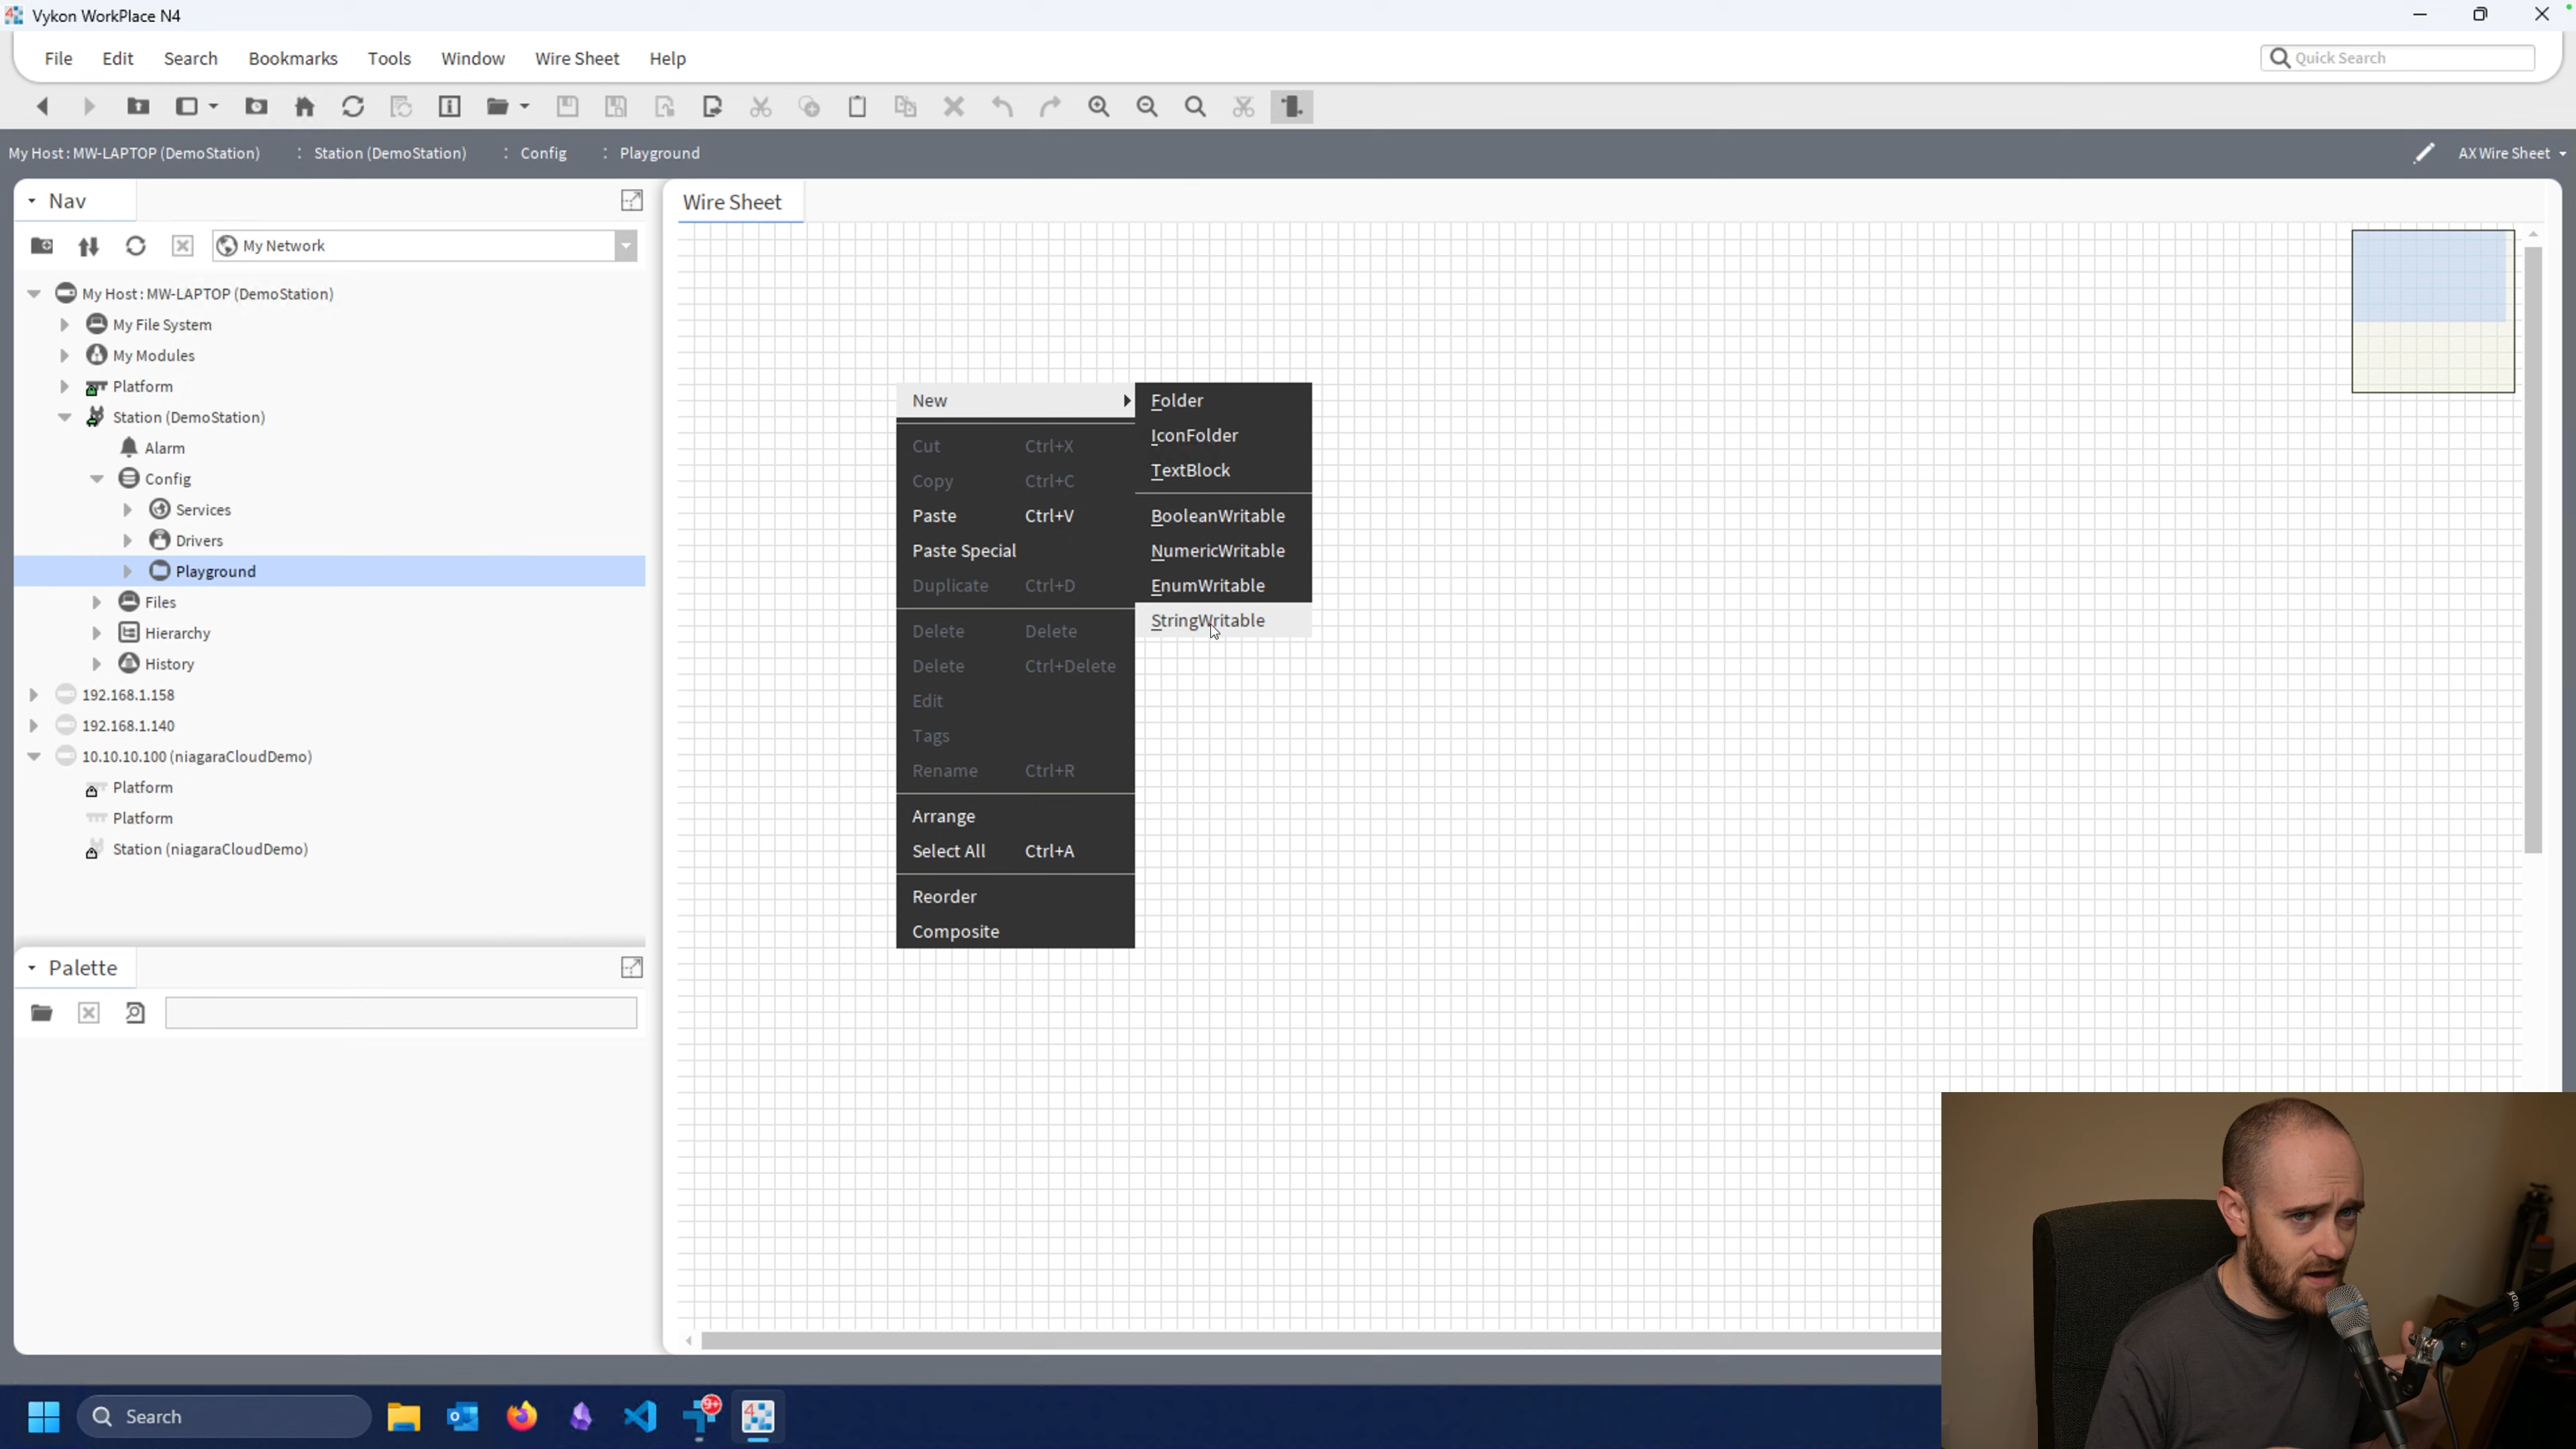 Vykon WorkPlace N4
File Edit Search Bookmarks Tools Window Wire Sheet Help
Quick Search
My Host : MW-LAPTOP (DemoStation) : Station (DemoStation) : Config : Playground
AX Wire Sheet
Nav
My Network
My Host : MW-LAPTOP (DemoStation)
My File System
My Modules
Platform
Station (DemoStation)
Alarm
Config
Services
Drivers
Playground
Files
Hierarchy
History
192.168.1.158
192.168.1.140
10.10.10.100 (niagaraCloudDemo)
Platform
Platform
Station (niagaraCloudDemo)
Palette
Wire Sheet
New
Cut Ctrl+X
Copy Ctrl+C
Paste Ctrl+V
Paste Special
Duplicate Ctrl+D
Delete Delete
Delete Ctrl+Delete
Edit
Tags
Rename Ctrl+R
Arrange
Select All Ctrl+A
Reorder
Composite
Folder
IconFolder
TextBlock
BooleanWritable
NumericWritable
EnumWritable
StringWritable
Search
9+
4